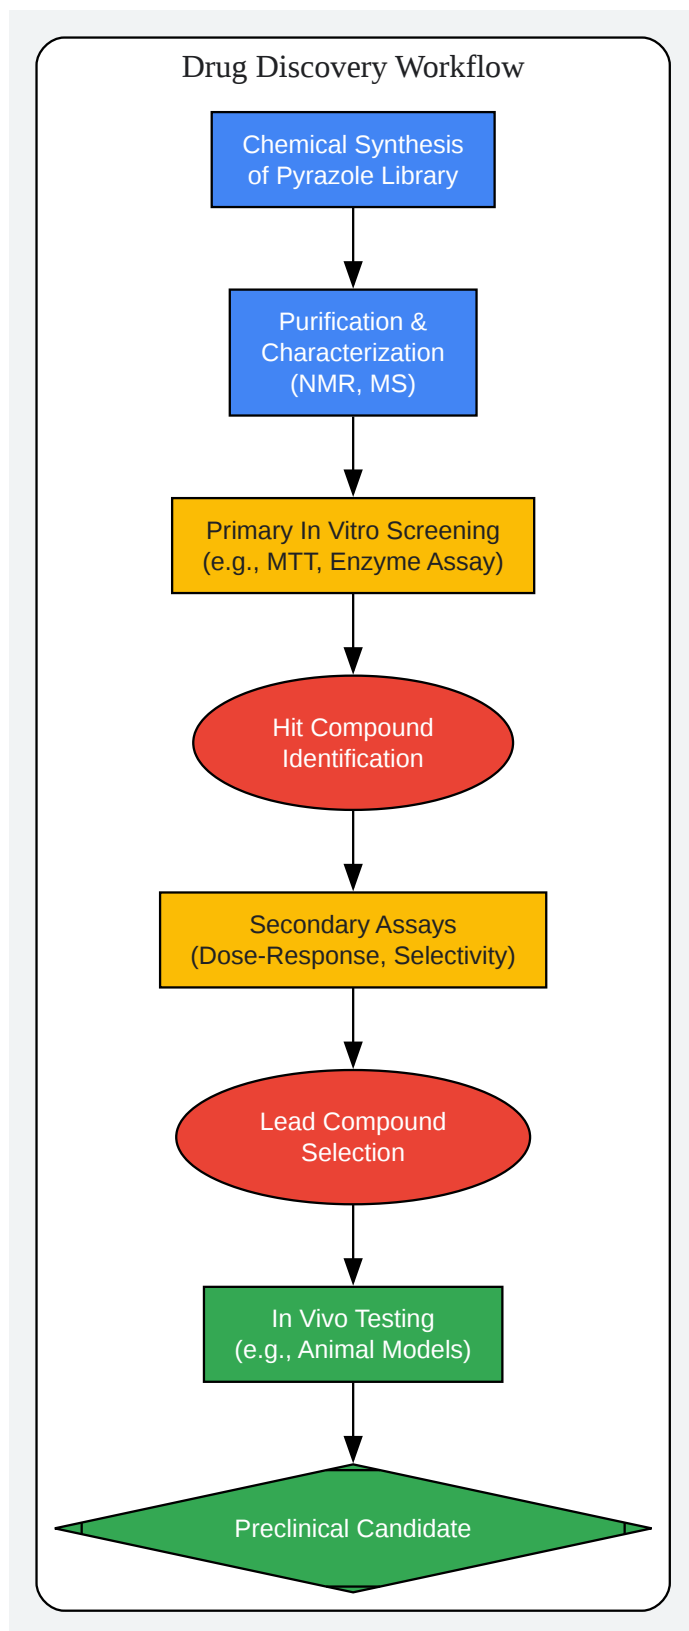 Drug Discovery Workflow
Chemical Synthesis
of Pyrazole Library
Purification &
Characterization
(NMR, MS)
Primary In Vitro Screening
(e.g., MTT, Enzyme Assay)
Hit Compound
Identification
Secondary Assays
(Dose-Response, Selectivity)
Lead Compound
Selection
In Vivo Testing
(e.g., Animal Models)
Preclinical Candidate